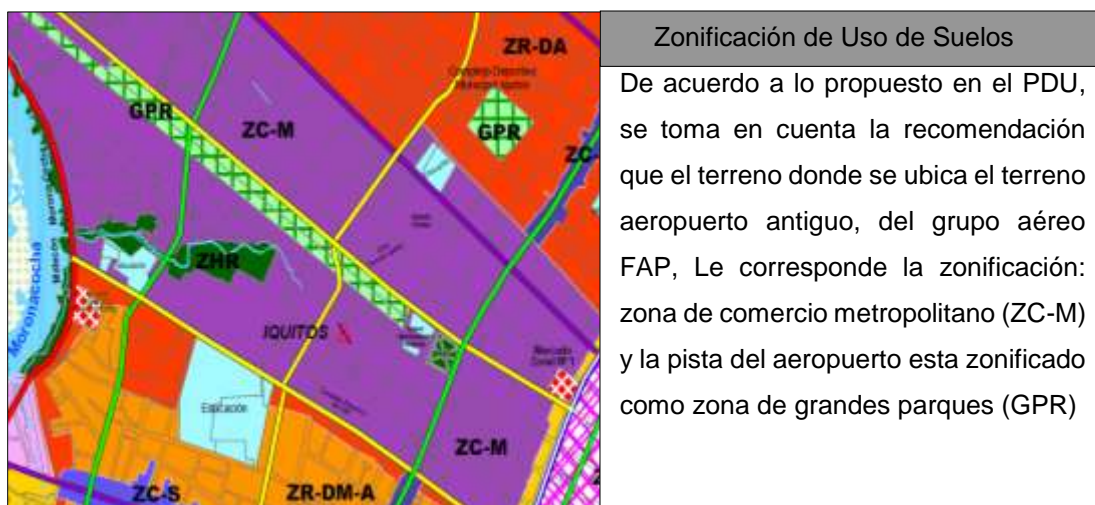 ZR-DA
GPR
GPR
ZC-M
ZC-
ZHR
Moronacocha
IQUITOS
Educación
ZC-M
ZC-S
ZR-DM-A
Zonificación de Uso de Suelos
De acuerdo a lo propuesto en el PDU,
se toma en cuenta la recomendación
que el terreno donde se ubica el terreno
aeropuerto antiguo, del grupo aéreo
FAP, Le corresponde la zonificación:
zona de comercio metropolitano (ZC-M)
y la pista del aeropuerto esta zonificado
como zona de grandes parques (GPR)